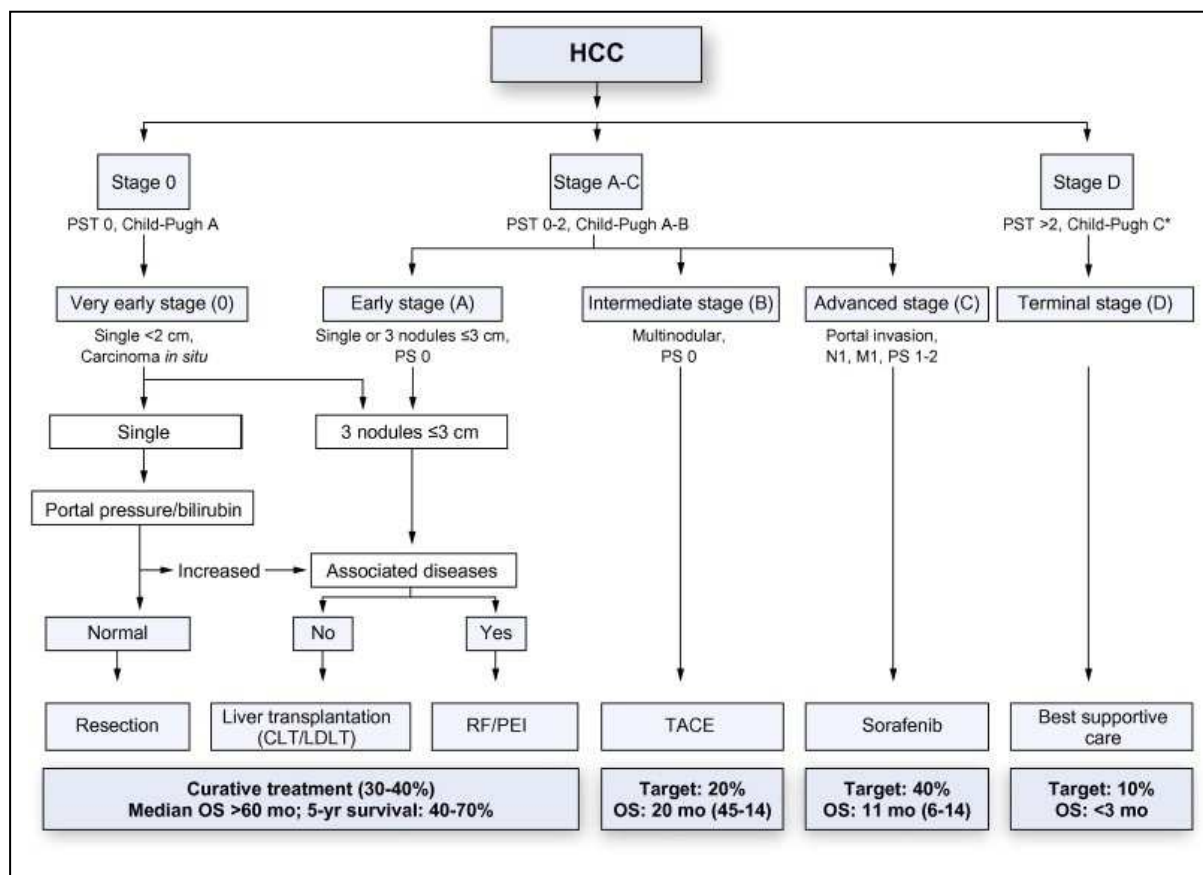 HCC
Stage 0
Stage A-C
Stage D
PST 0, Child-Pugh A
PST 0-2, Child-Pugh A-B
PST >2, Child-Pugh C*
Very early stage (0)
Early stage (A)
Intermediate stage (B)
Advanced stage (C)
Terminal stage (D)
Single <2 cm,
Carcinoma in situ
Single or 3 nodules ≤3 cm,
PS 0
Multinodular,
PS 0
Portal invasion,
N1, M1, PS 1-2
Single
3 nodules ≤3 cm
Portal pressure/bilirubin
Increased
Associated diseases
Normal
No
Yes
Resection
Liver transplantation
(CLT/LDLT)
RF/PEI
TACE
Sorafenib
Best supportive
care
Curative treatment (30-40%)
Median OS >60 mo; 5-yr survival: 40-70%
Target: 20%
OS: 20 mo (45-14)
Target: 40%
OS: 11 mo (6-14)
Target: 10%
OS: <3 mo